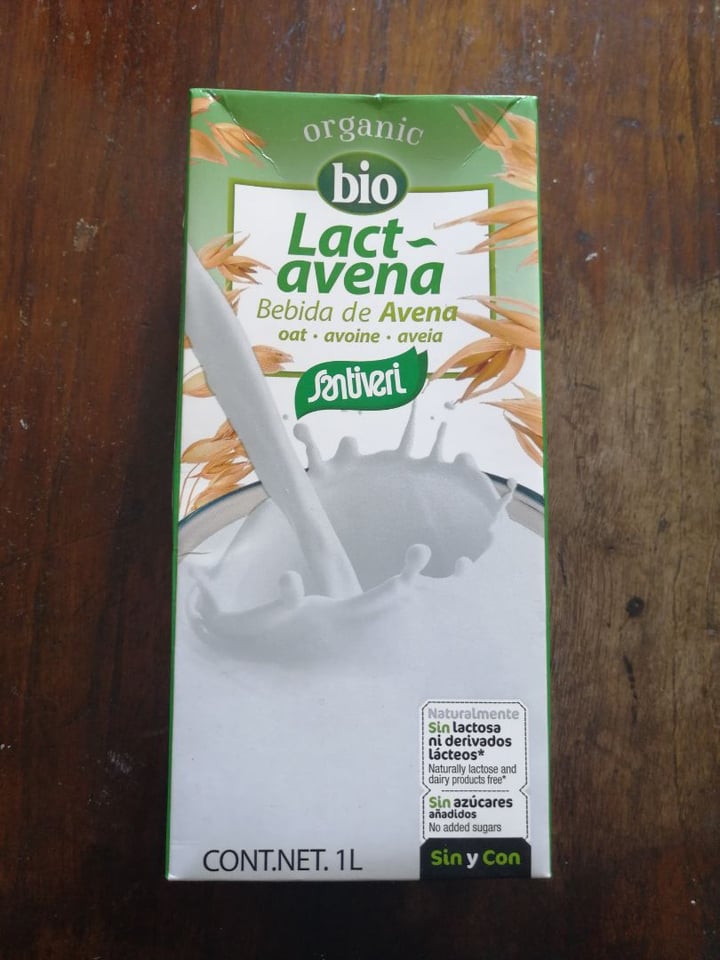 organic
bio
Lact~
avena
Bebida de Avena
oat · avoine · aveia
Santiveri
Naturalmente
Sin lactosa
ni derivados
lácteos*
Naturally lactose and
dairy products free*
Sin azúcares
añadidos
No added sugars
Sin y Con
CONT.NET. 1L